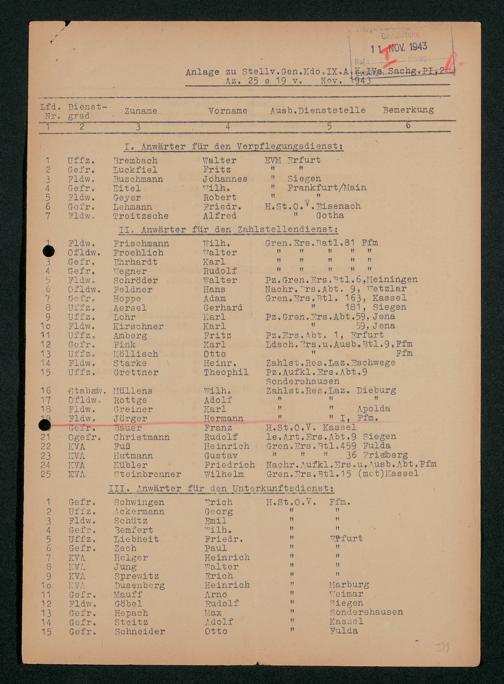 11 NOV. 1943
Anlage zu Stellv.Gen.Kdo.IX.A.K.IVa Sachg.PI,2
Az. 25 e 19 v. Nov. 1943
Lfd. Dienst- Zuname Vorname Ausb.Dienststelle Bemerkung
Nr. grad
1 2 3 4 5 6
I. Anwärter für den Verpflegungsdienst:
1 Uffz. Brembach Walter EVM Erfurt
2 Gefr. Luckfiel Fritz " "
3 Fldw. Buschmann Johannes " Siegen
4 Gefr. Eitel Wilh. " Frankfurt/Main
5 Fldw. Geyer Robert " "
6 Gefr. Lehmann Friedr. H.St.O.V.Eisenach
7 Fldw. Troitzsche Alfred " Gotha
II. Anwärter für den Zahlstellendienst:
1 Fldw. Frischmann Wilh. Gren.Ers.Batl.81 Ffm
Ofldw. Froehlich Walter " " " " "
3 Gefr. Ehrhardt Karl " " " " "
4 Gefr. Wegner Rudolf " " " " "
5 Fldw. Schröder Walter Pz.Gren.Ers.Btl.6,Meiningen
6 Ofldw. Feldner Hans Nachr.Ers.Abt. 9, Wetzlar
7 Gefr. Hoppe Adam Gren.Ers.Btl. 163, Kassel
8 Uffz. Aersel Gerhard " 181, Siegen
9 Uffz. Lohr Karl Pz.Gren.Ers.Abt.59,Jena
1o Fldw. Kirschner Karl " 59,Jena
11 Uffz. Amberg Fritz Pz.Ers.Abt. 1, Erfurt
12 Gefr. Fink Karl Ldsch.Ers.u.Ausb.Btl.9,Ffm
13 Uffz. Köllisch Otto " Ffm
14 Fldw. Starke Heinr. Zahlst.Res.Laz.Eschwege
15 Uffz. Grettner Theophil Pz.Aufkl.Ers.Abt.9
Sondershausen
16 Stabsw. Müllens Wilh. Zahlst.Res.Laz. Dieburg
17 Ofldw. Rottge Adolf " " "
18 Fldw. Greiner Karl " " Apolda
19 Fldw. Jürger Hermann " " I, Ffm.
Gefr. Bauer Franz H.St.O.V. Kassel
21 Ogefr. Christmann Rudolf le.Art.Ers.Abt.9 Siegen
22 KVA Fuß Heinrich Gren.Ers.Btl.459 Fulda
23 KVA Hatmann Gustav " " " 36 Friedberg
24 KVA Kübler Friedrich Nachr.Aufkl.Ers.u.Ausb.Abt.Ffm
25 KVA Steinbrenner Wilhelm Gren.Ers.Btl.15 (mot)Kassel
III. Anwärter für den Unterkunftsdienst:
1 Gefr. Schwingen Erich H.St.O.V. Ffm.
2 Uffz. Ackermann Georg " "
3 Fldw. Schütz Emil " "
4 Gefr. Bemfert Wilh. " "
5 Uffz. Liebheit Friedr. " Erfurt
6 Gefr. Zach Paul " "
7 KVA Helger Heinrich " "
8 KVA Jung Walter " "
9 KVA Sprewitz Erich " "
1o KVA Dusenberg Heinrich " Marburg
11 Gefr. Mauff Arno " Weimar
12 Fldw. Göbel Rudolf " Siegen
13 Gefr. Hepach Max " Sondershausen
14 Gefr. Steitz Adolf " Kassel
15 Gefr. Schneider Otto " Fulda